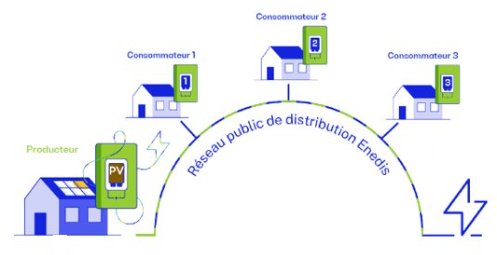 Consommateur 2
Consommateur 1
Consommateur 3
2
1
3
Réseau public de distribution Enedis
Producteur
PV